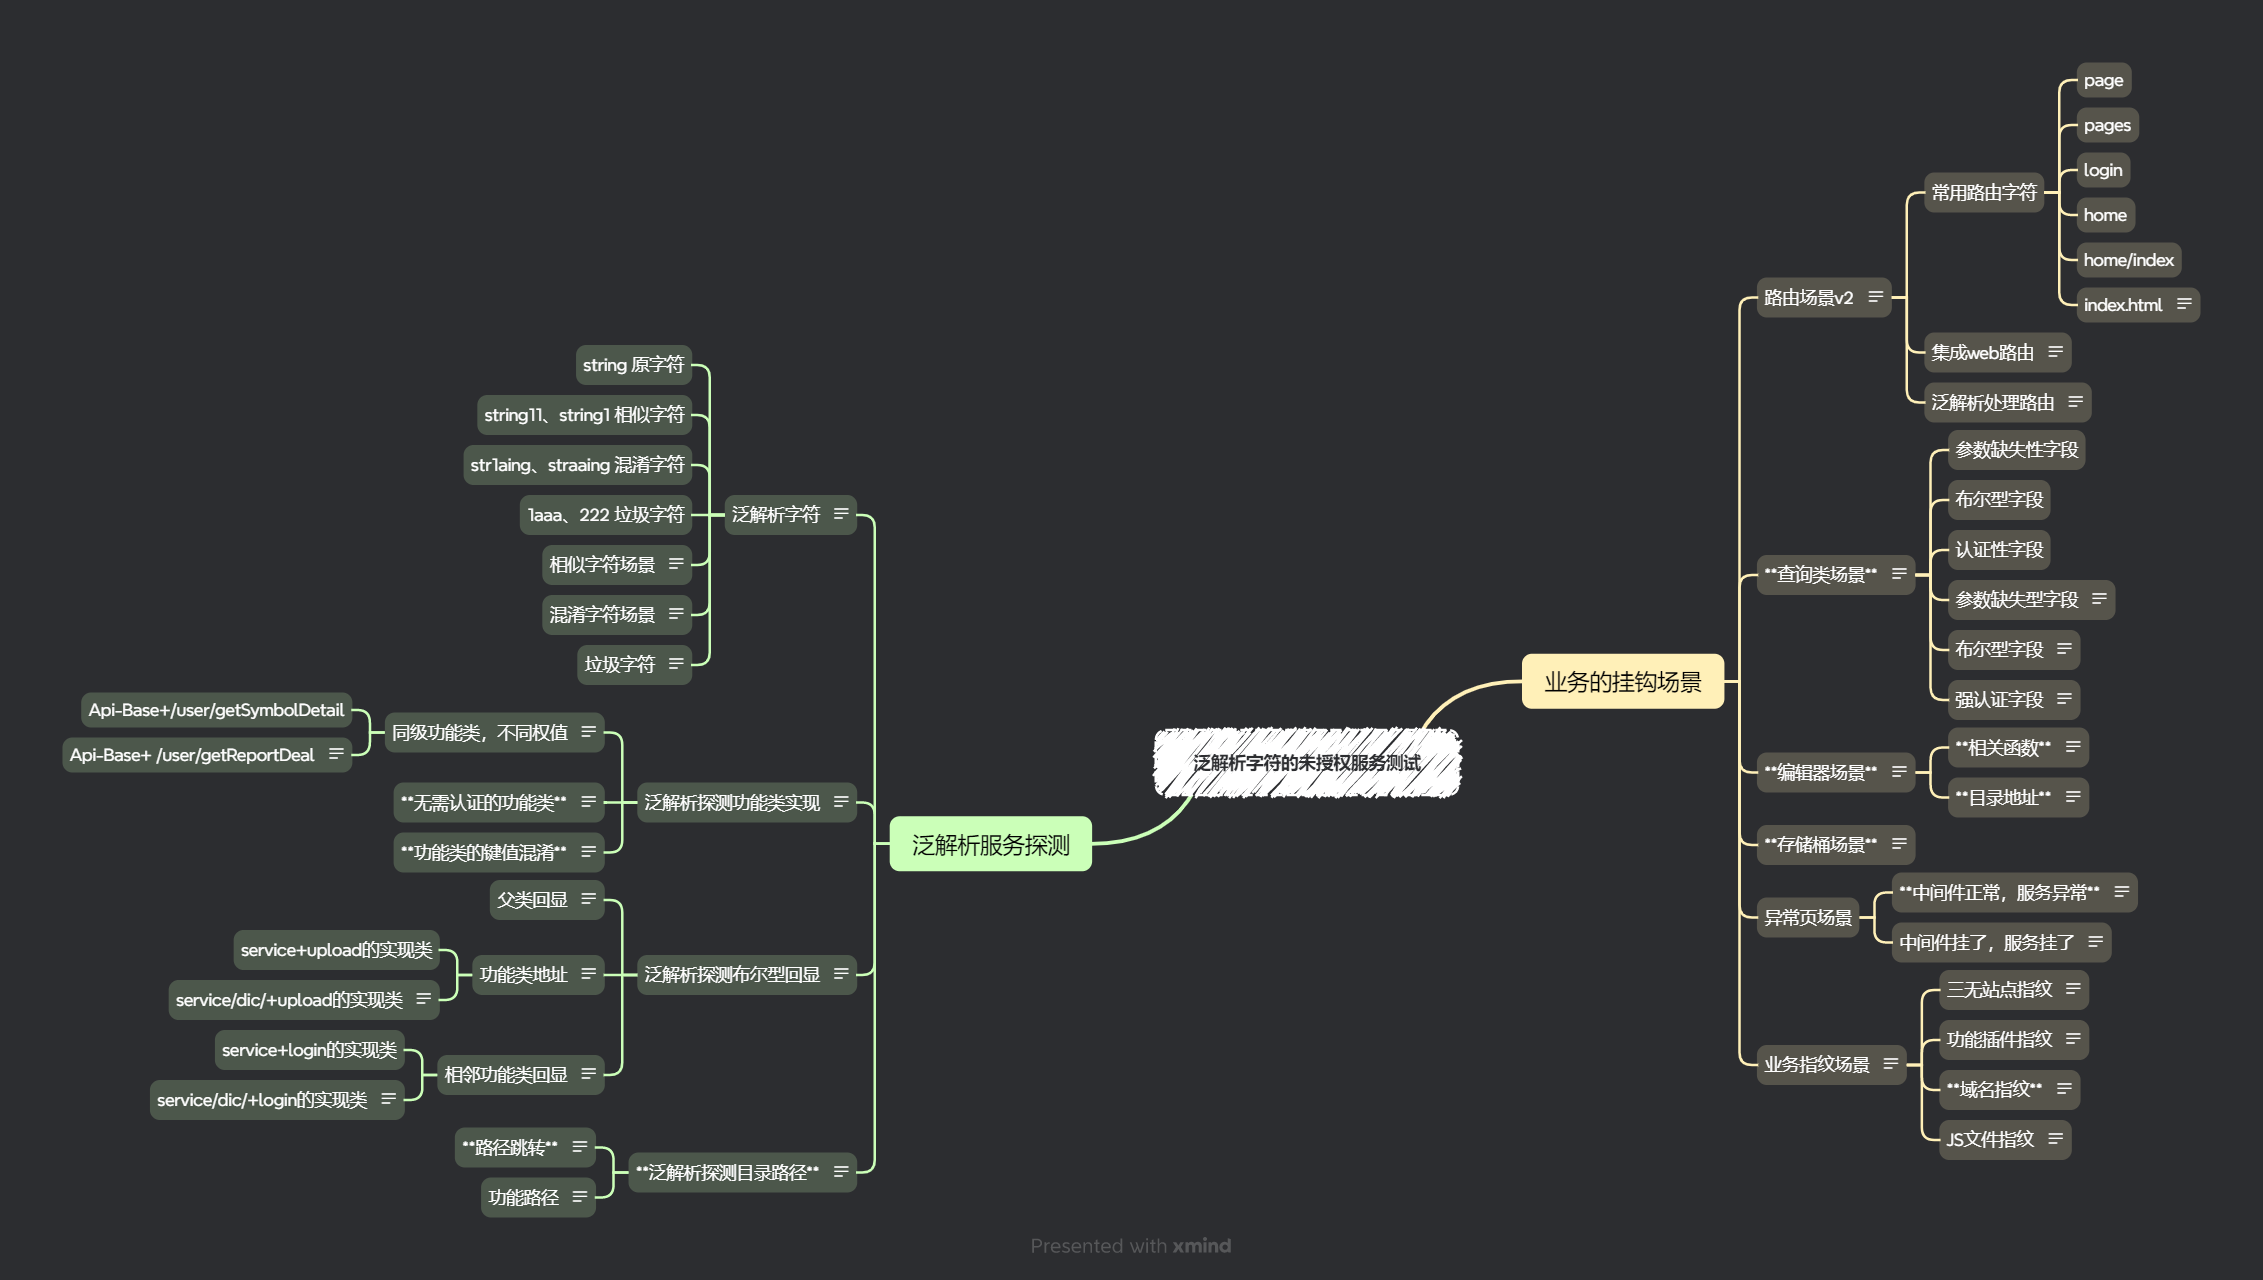 泛解析字符的未授权服务测试
业务的挂钩场景
路由场景v2
常用路由字符
page
pages
login
home
home/index
index.html
集成web路由
泛解析处理路由
**查询类场景**
参数缺失性字段
布尔型字段
认证性字段
参数缺失型字段
布尔型字段
强认证字段
**编辑器场景**
**相关函数**
**目录地址**
**存储桶场景**
异常页场景
**中间件正常，服务异常**
中间件挂了，服务挂了
业务指纹场景
三无站点指纹
功能插件指纹
**域名指纹**
JS文件指纹
泛解析服务探测
泛解析字符
string 原字符
string11、string1 相似字符
str1aing、straaing 混淆字符
1aaa、222 垃圾字符
相似字符场景
混淆字符场景
垃圾字符
泛解析探测功能类实现
同级功能类，不同权值
Api-Base+/user/getSymbolDetail
Api-Base+ /user/getReportDeal
**无需认证的功能类**
**功能类的键值混淆**
泛解析探测布尔型回显
父类回显
功能类地址
service+upload的实现类
service/dic/+upload的实现类
相邻功能类回显
service+login的实现类
service/dic/+login的实现类
**泛解析探测目录路径**
**路径跳转**
功能路径
Presented with xmind